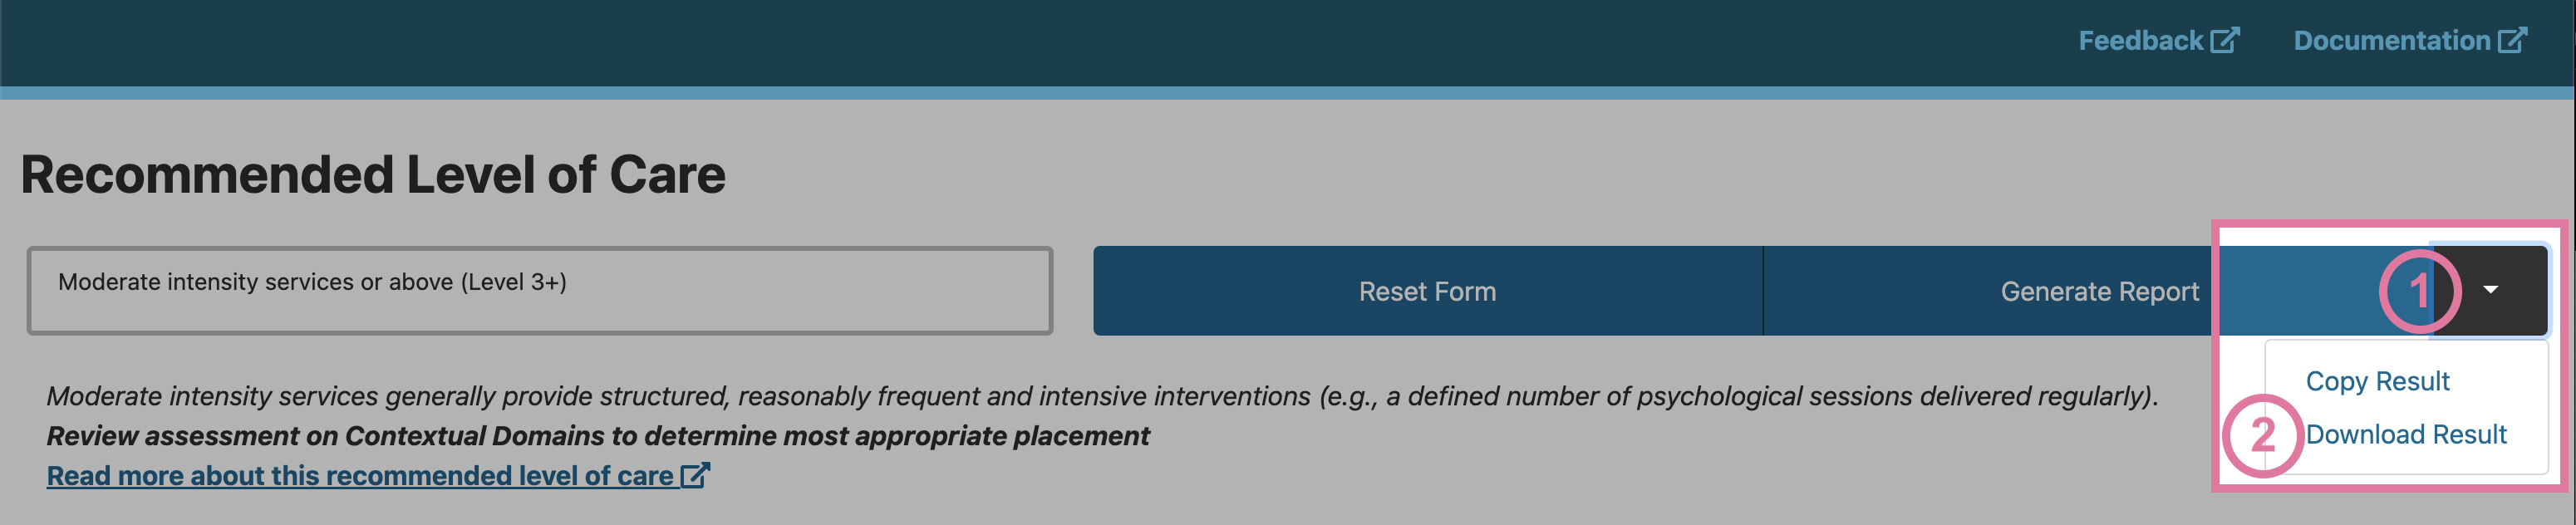 Feedback
Documentation
Recommended Level of Care
Moderate intensity services or above (Level 3+)
Reset Form
Generate Report
1
Copy Result
2
Download Result
Moderate intensity services generally provide structured, reasonably frequent and intensive interventions (e.g., a defined number of psychological sessions delivered regularly).
Review assessment on Contextual Domains to determine most appropriate placement
Read more about this recommended level of care